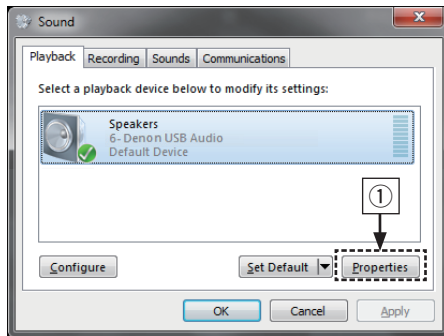 Sound
Playback Recording Sounds Communications
Select a playback device below to modify its settings:
Speakers
6- Denon USB Audio
Default Device
①
Configure Set Default Properties
OK Cancel Apply